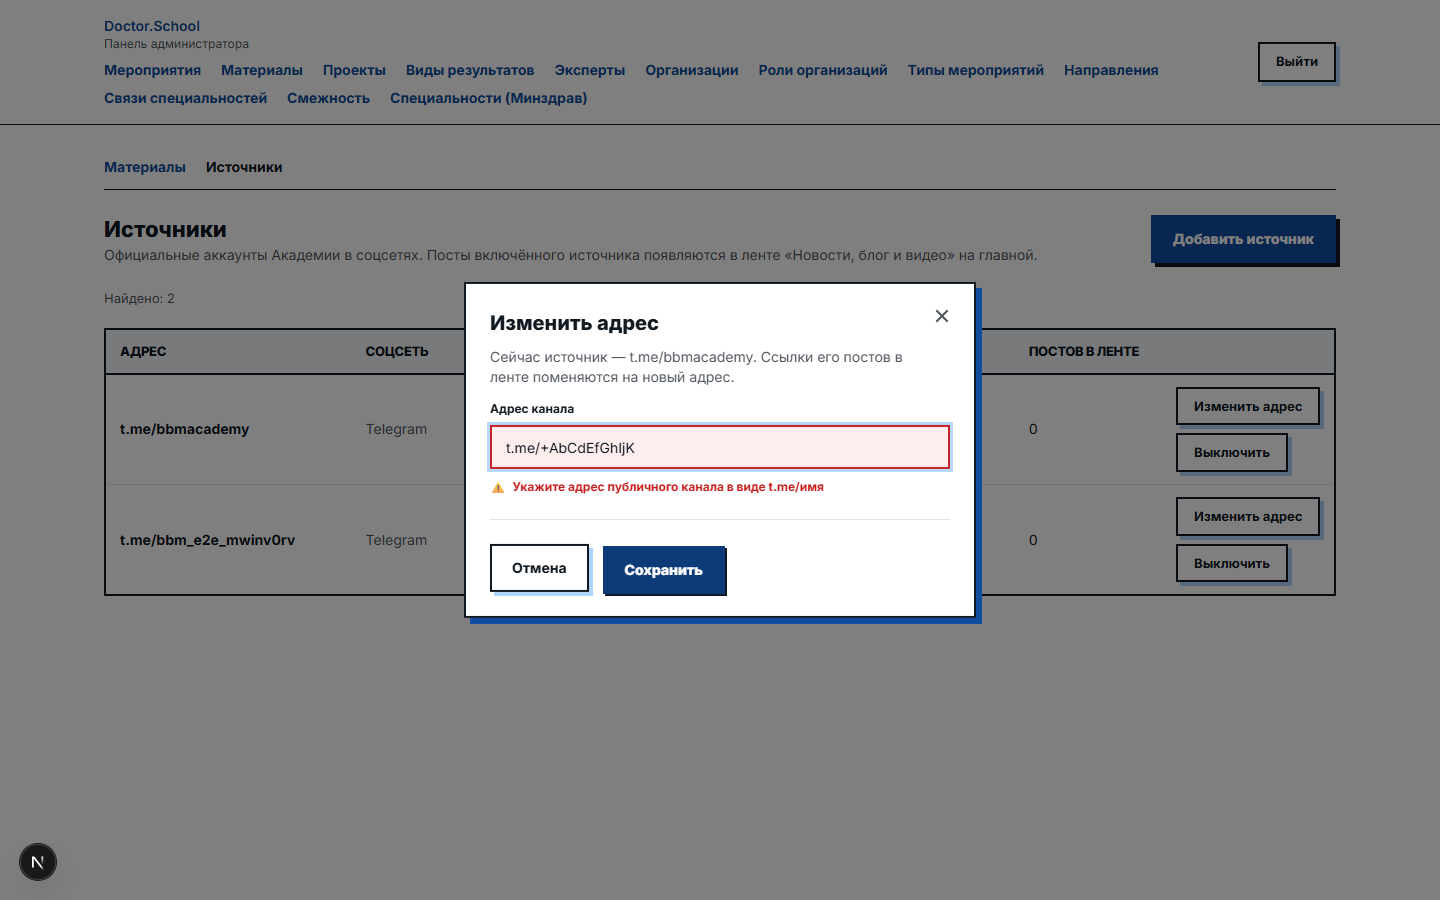 Doctor.School
Панель администратора
Мероприятия Материалы Проекты Виды результатов Эксперты Организации Роли организаций Типы мероприятий Направления
Связи специальностей Смежность Специальности (Минздрав)
Выйти
Материалы Источники
Источники
Официальные аккаунты Академии в соцсетях. Посты включённого источника появляются в ленте «Новости, блог и видео» на главной.
Добавить источник
Найдено: 2
АДРЕС СОЦСЕТЬ ПОСТОВ В ЛЕНТЕ
t.me/bbmacademy Telegram 0 Изменить адрес
Выключить
t.me/bbm_e2e_mwinv0rv Telegram 0 Изменить адрес
Выключить
Изменить адрес
Сейчас источник — t.me/bbmacademy. Ссылки его постов в
ленте поменяются на новый адрес.
Адрес канала
t.me/+AbCdEfGhIjK
Укажите адрес публичного канала в виде t.me/имя
Отмена Сохранить
N